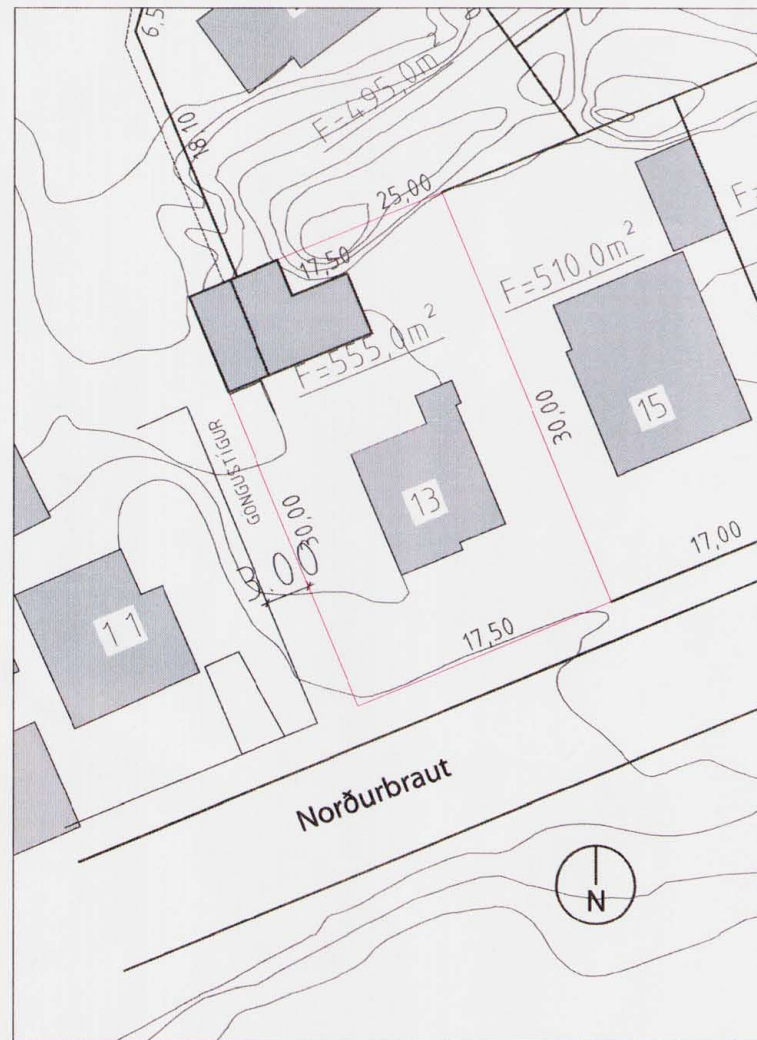 6,5
18,10
F=495,0m
25,00
17,50
F=
F=510,0m²
F=555,0m²
30,00
15
GÖNGUSTÍGUR
13
30,00
3.00
17,00
11
17,50
Norðurbraut
N